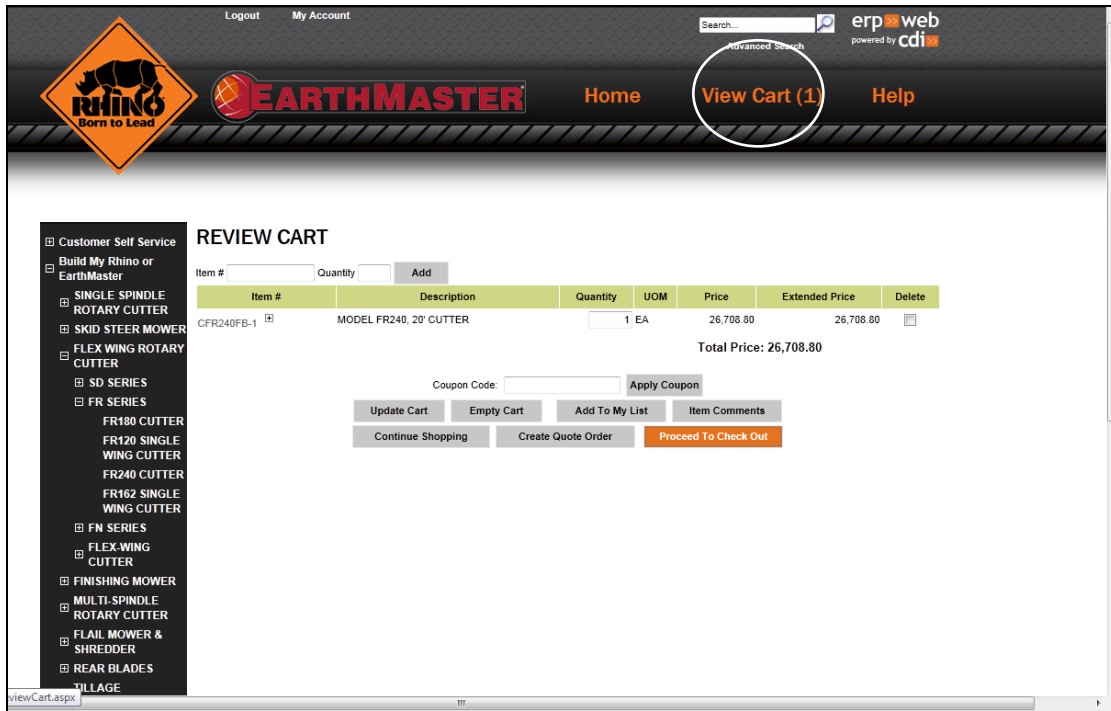 Logout My Account
Search...
Advanced Search
erp web
powered by cdi
RHINO
Born to Lead
EARTHMASTER
Home View Cart (1) Help
Customer Self Service
Build My Rhino or
EarthMaster
SINGLE SPINDLE
ROTARY CUTTER
SKID STEER MOWER
FLEX WING ROTARY
CUTTER
SD SERIES
FR SERIES
FR180 CUTTER
FR120 SINGLE
WING CUTTER
FR240 CUTTER
FR162 SINGLE
WING CUTTER
FN SERIES
FLEX-WING
CUTTER
FINISHING MOWER
MULTI-SPINDLE
ROTARY CUTTER
FLAIL MOWER &
SHREDDER
REAR BLADES
TILLAGE
REVIEW CART
Item # Quantity Add
Item # Description Quantity UOM Price Extended Price Delete
CFR240FB-1 MODEL FR240, 20' CUTTER 1 EA 26,708.80 26,708.80
Total Price: 26,708.80
Coupon Code: Apply Coupon
Update Cart Empty Cart Add To My List Item Comments
Continue Shopping Create Quote Order Proceed To Check Out
viewCart.aspx